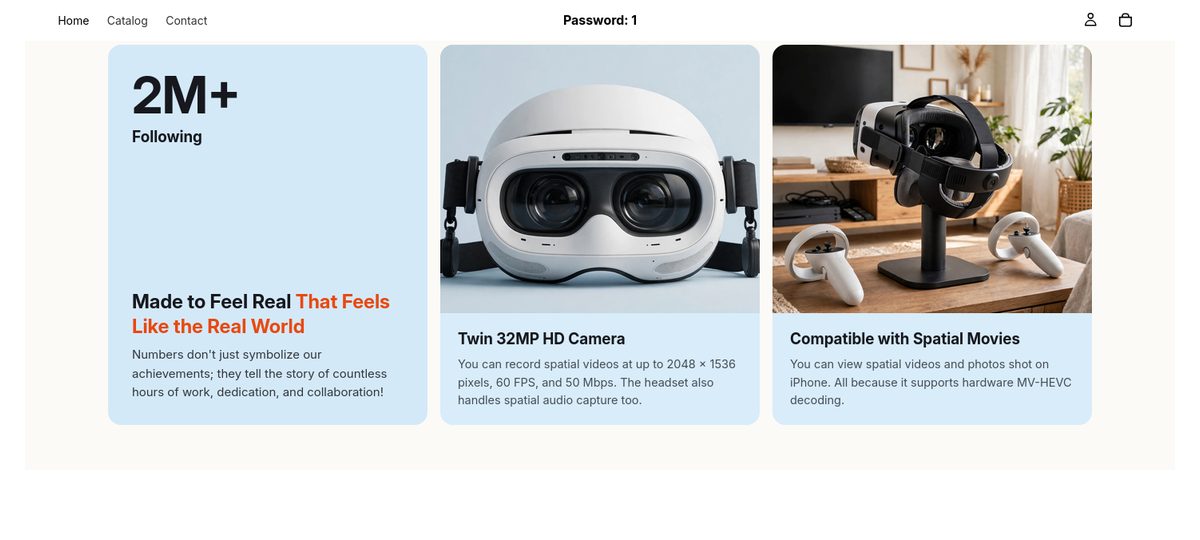 Home Catalog Contact
Password: 1
2M+
Following
Made to Feel Real That Feels
Like the Real World
Numbers don't just symbolize our
achievements; they tell the story of countless
hours of work, dedication, and collaboration!
Twin 32MP HD Camera
You can record spatial videos at up to 2048 × 1536
pixels, 60 FPS, and 50 Mbps. The headset also
handles spatial audio capture too.
Compatible with Spatial Movies
You can view spatial videos and photos shot on
iPhone. All because it supports hardware MV-HEVC
decoding.